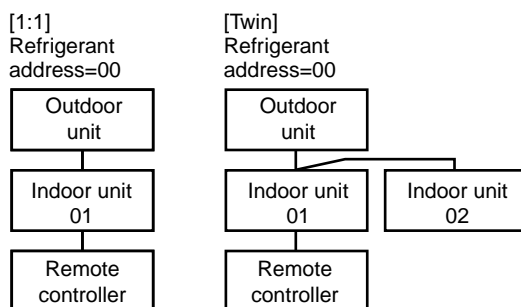 [1:1]
Refrigerant
address=00
Outdoor
unit
Indoor unit
01
Remote
controller
[Twin]
Refrigerant
address=00
Outdoor
unit
Indoor unit
01
Indoor unit
02
Remote
controller